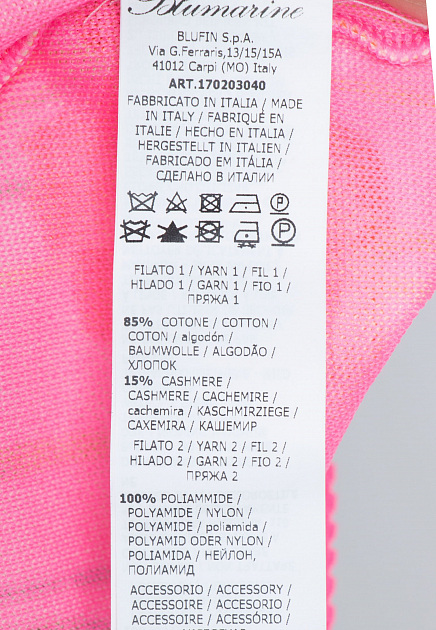 Blumarine
BLUFIN S.p.A.
Via G.Ferraris,13/15/15A
41012 Carpi (MO) Italy
ART.170203040
FABBRICATO IN ITALIA / MADE
IN ITALY / FABRIQUÉ EN
ITALIE / HECHO EN ITALIA /
HERGESTELLT IN ITALIEN /
FABRICADO EM ITÁLIA /
СДЕЛАНО В ИТАЛИИ
P
P
FILATO 1 / YARN 1 / FIL 1 /
HILADO 1 / GARN 1 / FIO 1 /
ПРЯЖА 1
85% COTONE / COTTON /
COTON / algodón /
BAUMWOLLE / ALGODÃO /
ХЛОПОК
15% CASHMERE /
CASHMERE / CACHEMIRE /
cachemira / KASCHMIRZIEGE /
CAXEMIRA / КАШЕМИР
FILATO 2 / YARN 2 / FIL 2 /
HILADO 2 / GARN 2 / FIO 2 /
ПРЯЖА 2
100% POLIAMMIDE /
POLYAMIDE / NYLON /
POLYAMIDE / poliamida /
POLYAMID ODER NYLON /
POLIAMIDA / НЕЙЛОН,
ПОЛИАМИД
ACCESSORIO / ACCESSORY /
ACCESSOIRE / ACCESORIO /
ACCESSOIRE / ACESSÓRIO /